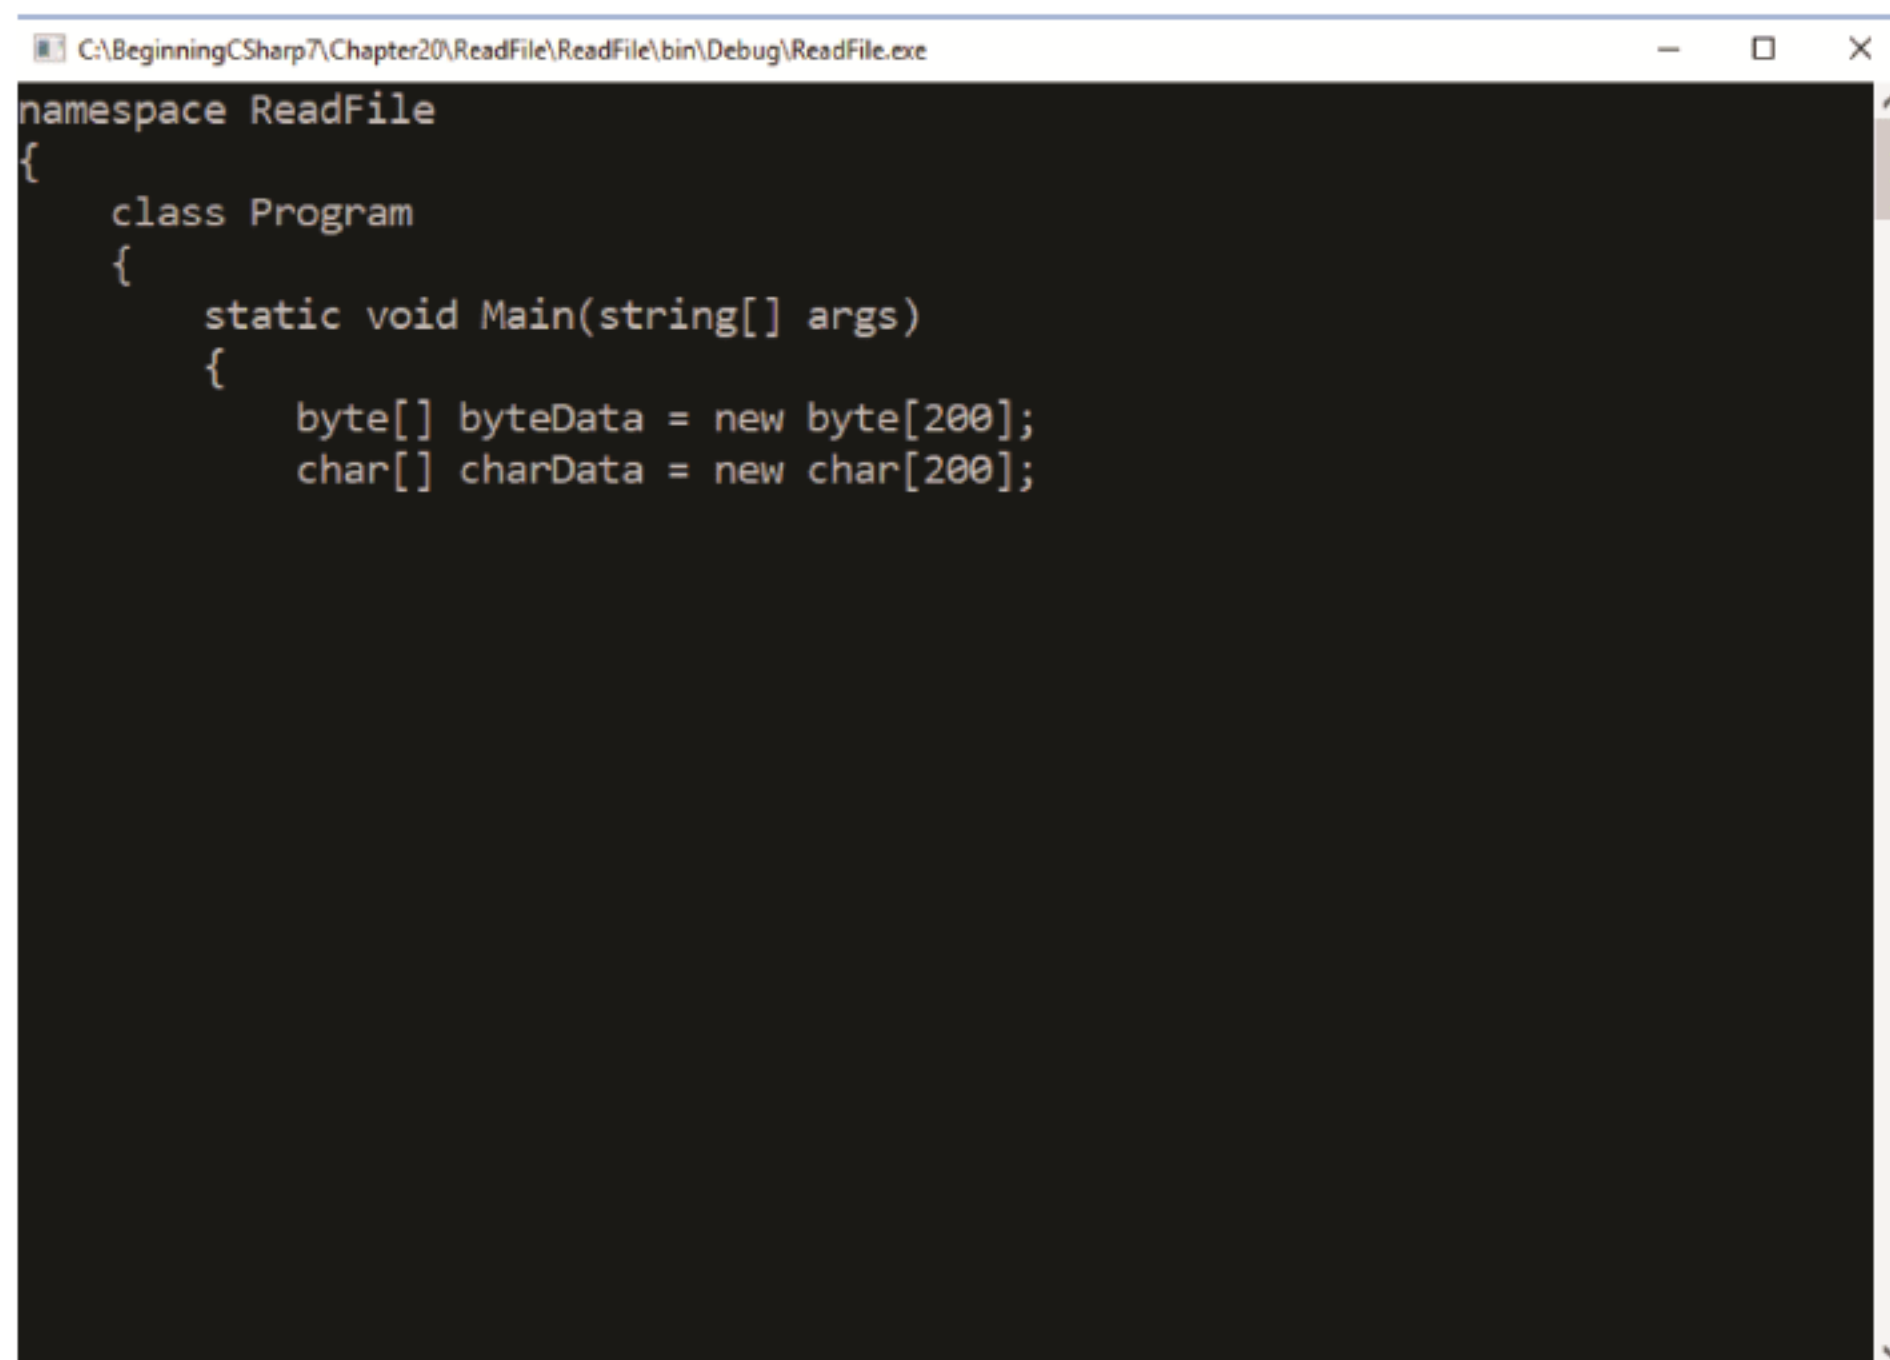 C:\BeginningCSharp7\Chapter20\ReadFile\ReadFile\bin\Debug\ReadFile.exe
namespace ReadFile
{
    class Program
    {
        static void Main(string[] args)
        {
            byte[] byteData = new byte[200];
            char[] charData = new char[200];